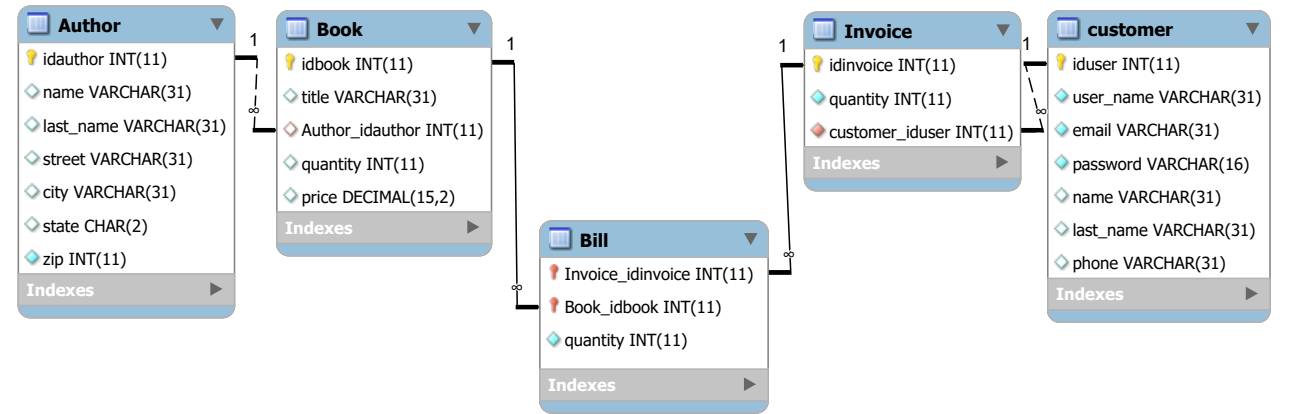 Author
idauthor INT(11)
name VARCHAR(31)
last_name VARCHAR(31)
street VARCHAR(31)
city VARCHAR(31)
state CHAR(2)
zip INT(11)
Indexes
1
∞
Book
idbook INT(11)
title VARCHAR(31)
Author_idauthor INT(11)
quantity INT(11)
price DECIMAL(15,2)
Indexes
1
∞
Bill
Invoice_idinvoice INT(11)
Book_idbook INT(11)
quantity INT(11)
Indexes
1
∞
Invoice
idinvoice INT(11)
quantity INT(11)
customer_iduser INT(11)
Indexes
1
∞
customer
iduser INT(11)
user_name VARCHAR(31)
email VARCHAR(31)
password VARCHAR(16)
name VARCHAR(31)
last_name VARCHAR(31)
phone VARCHAR(31)
Indexes